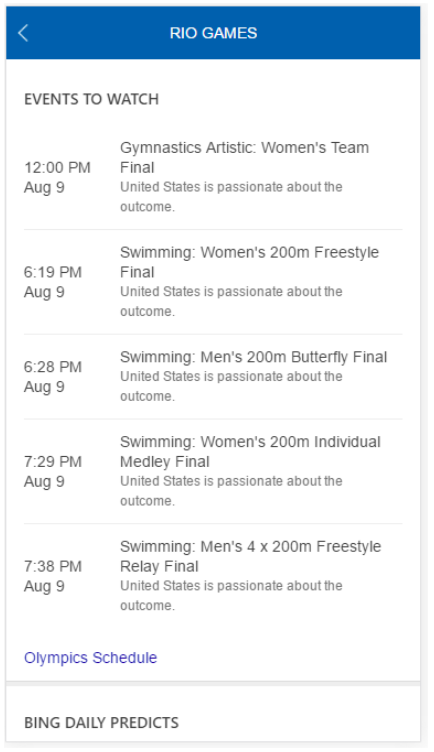 RIO GAMES
EVENTS TO WATCH
12:00 PM
Aug 9
Gymnastics Artistic: Women's Team
Final
United States is passionate about the
outcome.
6:19 PM
Aug 9
Swimming: Women's 200m Freestyle
Final
United States is passionate about the
outcome.
6:28 PM
Aug 9
Swimming: Men's 200m Butterfly Final
United States is passionate about the
outcome.
7:29 PM
Aug 9
Swimming: Women's 200m Individual
Medley Final
United States is passionate about the
outcome.
7:38 PM
Aug 9
Swimming: Men's 4 x 200m Freestyle
Relay Final
United States is passionate about the
outcome.
Olympics Schedule
BING DAILY PREDICTS